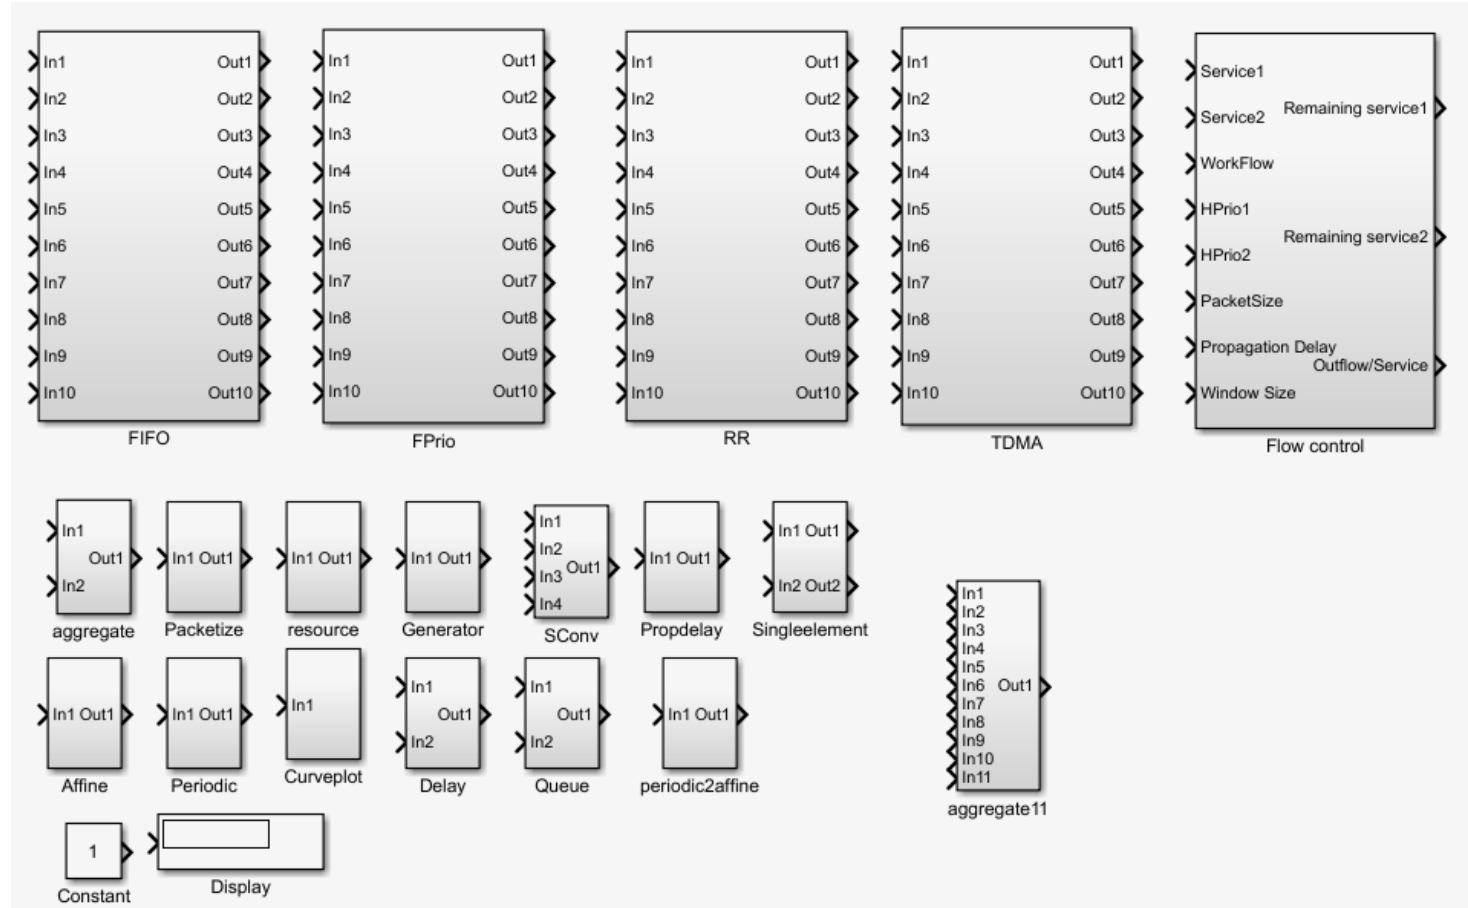 In1 Out1
In2 Out2
In3 Out3
In4 Out4
In5 Out5
In6 Out6
In7 Out7
In8 Out8
In9 Out9
In10 Out10
FIFO
In1 Out1
In2 Out2
In3 Out3
In4 Out4
In5 Out5
In6 Out6
In7 Out7
In8 Out8
In9 Out9
In10 Out10
FPrio
In1 Out1
In2 Out2
In3 Out3
In4 Out4
In5 Out5
In6 Out6
In7 Out7
In8 Out8
In9 Out9
In10 Out10
RR
In1 Out1
In2 Out2
In3 Out3
In4 Out4
In5 Out5
In6 Out6
In7 Out7
In8 Out8
In9 Out9
In10 Out10
TDMA
Service1
Remaining service1
Service2
WorkFlow
HPrio1
Remaining service2
HPrio2
PacketSize
Propagation Delay
Outflow/Service
Window Size
Flow control
In1
Out1
In2
aggregate
In1 Out1
Packetize
In1 Out1
resource
In1 Out1
Generator
In1
In2
Out1
In3
In4
SConv
In1 Out1
Propdelay
In1 Out1
In2 Out2
Singleelement
In1
In2
In3
In4
In5
In6 Out1
In7
In8
In9
In10
In11
aggregate11
In1 Out1
Affine
In1 Out1
Periodic
In1
Curveplot
In1
Out1
In2
Delay
In1
Out1
In2
Queue
In1 Out1
periodic2affine
1
Constant
Display